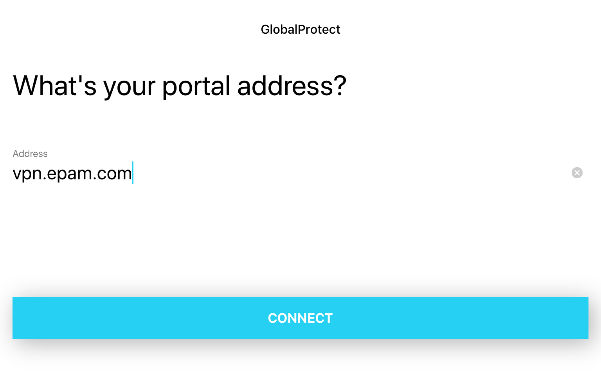 GlobalProtect
What's your portal address?
Address
vpn.epam.com
CONNECT